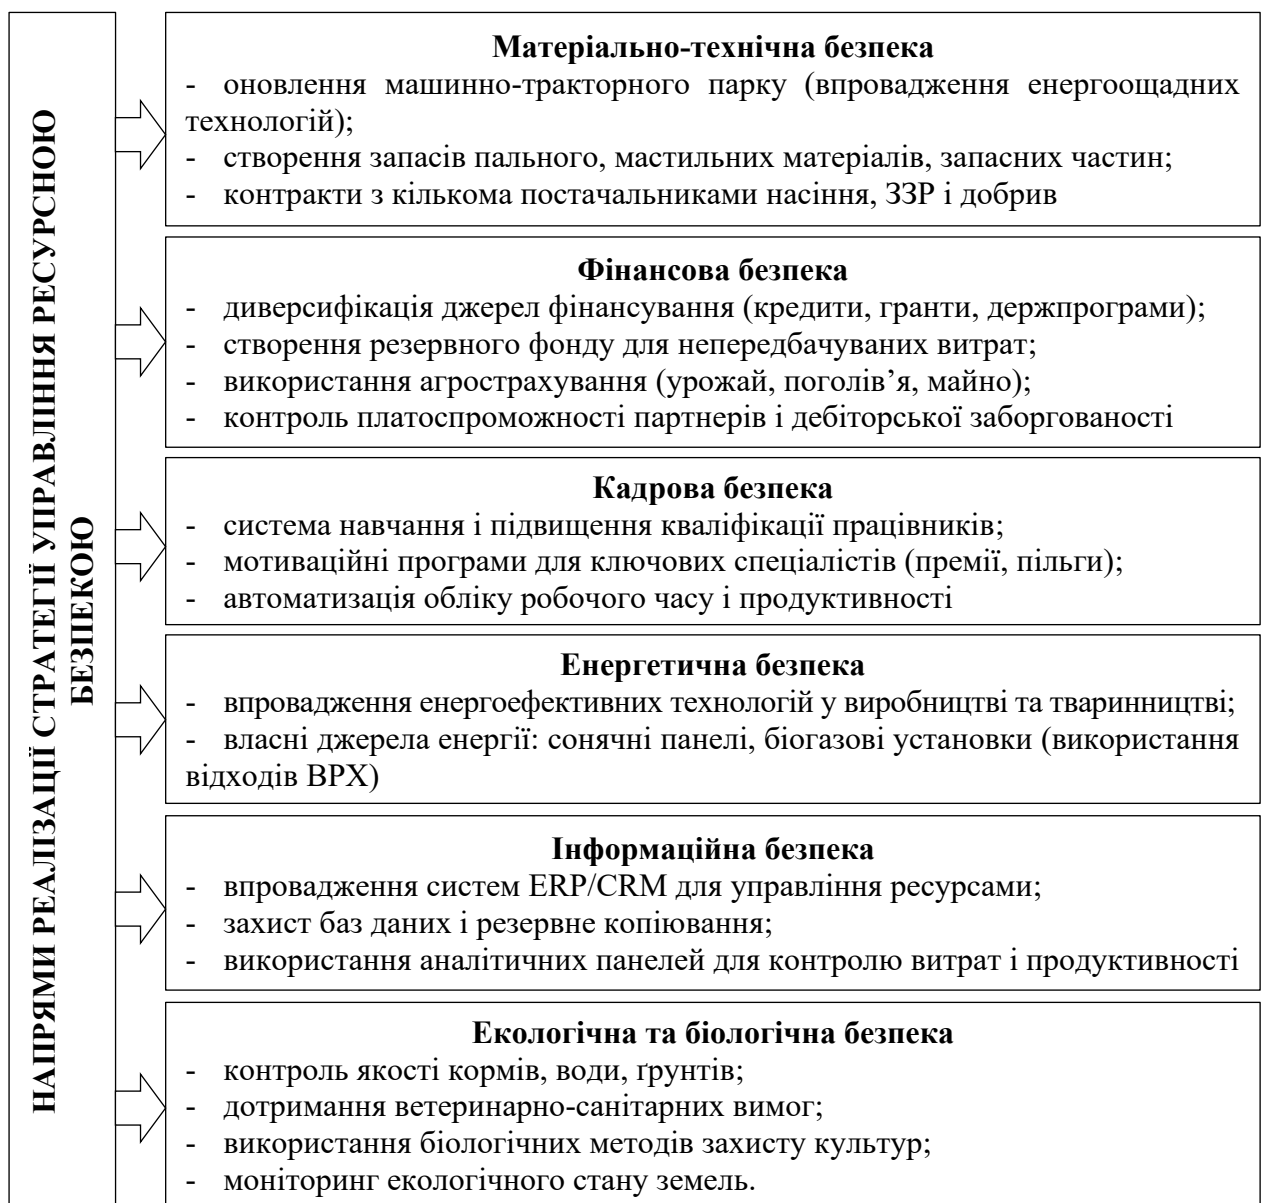 НАПРЯМИ РЕАЛІЗАЦІЇ СТРАТЕГІЇ УПРАВЛІННЯ РЕСУРСНОЮ
БЕЗПЕКОЮ
Матеріально-технічна безпека
- оновлення машинно-тракторного парку (впровадження енергоощадних
технологій);
- створення запасів пального, мастильних матеріалів, запасних частин;
- контракти з кількома постачальниками насіння, ЗЗР і добрив
Фінансова безпека
- диверсифікація джерел фінансування (кредити, гранти, держпрограми);
- створення резервного фонду для непередбачуваних витрат;
- використання агрострахування (урожай, поголів’я, майно);
- контроль платоспроможності партнерів і дебіторської заборгованості
Кадрова безпека
- система навчання і підвищення кваліфікації працівників;
- мотиваційні програми для ключових спеціалістів (премії, пільги);
- автоматизація обліку робочого часу і продуктивності
Енергетична безпека
- впровадження енергоефективних технологій у виробництві та тваринництві;
- власні джерела енергії: сонячні панелі, біогазові установки (використання
відходів ВРХ)
Інформаційна безпека
- впровадження систем ERP/CRM для управління ресурсами;
- захист баз даних і резервне копіювання;
- використання аналітичних панелей для контролю витрат і продуктивності
Екологічна та біологічна безпека
- контроль якості кормів, води, ґрунтів;
- дотримання ветеринарно-санітарних вимог;
- використання біологічних методів захисту культур;
- моніторинг екологічного стану земель.